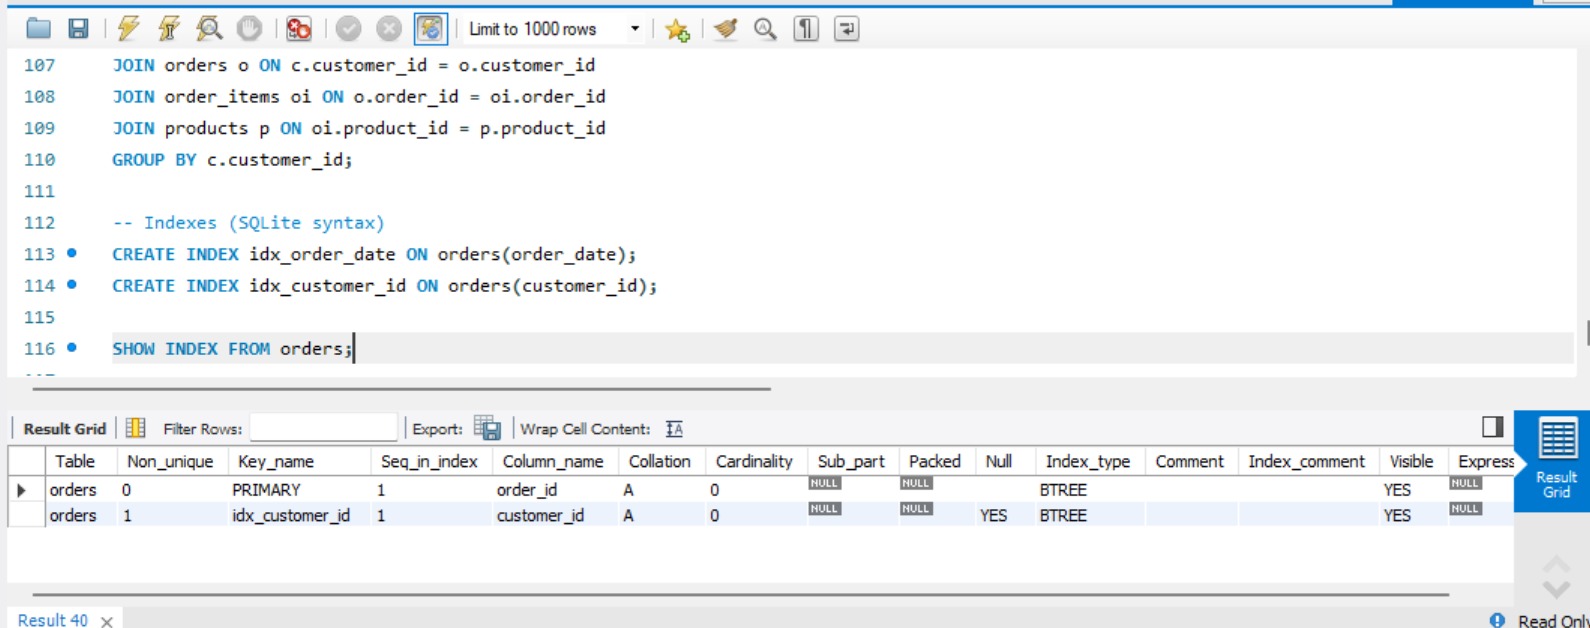 Limit to 1000 rows
107 JOIN orders o ON c.customer_id = o.customer_id
108 JOIN order_items oi ON o.order_id = oi.order_id
109 JOIN products p ON oi.product_id = p.product_id
110 GROUP BY c.customer_id;
111
112 -- Indexes (SQLite syntax)
113 CREATE INDEX idx_order_date ON orders(order_date);
114 CREATE INDEX idx_customer_id ON orders(customer_id);
115
116 SHOW INDEX FROM orders;
Result Grid Filter Rows: Export: Wrap Cell Content:
Table Non_unique Key_name Seq_in_index Column_name Collation Cardinality Sub_part Packed Null Index_type Comment Index_comment Visible Express
orders 0 PRIMARY 1 order_id A 0 NULL NULL BTREE YES NULL
orders 1 idx_customer_id 1 customer_id A 0 NULL NULL YES BTREE YES NULL
Result
Grid
Result 40 Read Only